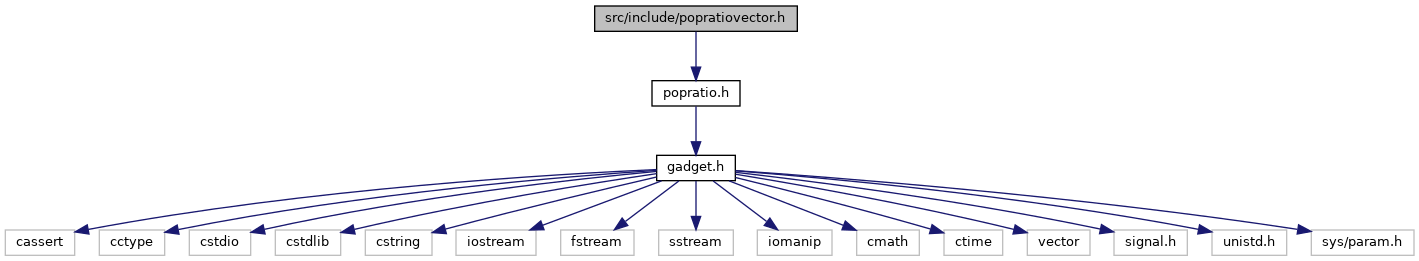 src/include/popratiovector.h
popratio.h
gadget.h
cassert
cctype
cstdio
cstdlib
cstring
iostream
fstream
sstream
iomanip
cmath
ctime
vector
signal.h
unistd.h
sys/param.h